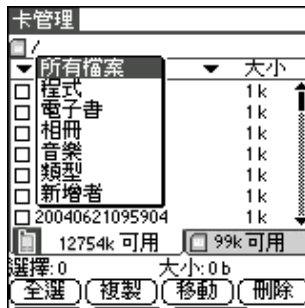 卡管理
/
所有檔案 大小
程式 1k
電子書 1k
相冊 1k
音樂 1k
類型 1k
新增者 1k
20040621095904 1k
12754k 可用 99k 可用
選擇: 0 大小: 0 b
全選 複製 移動 刪除